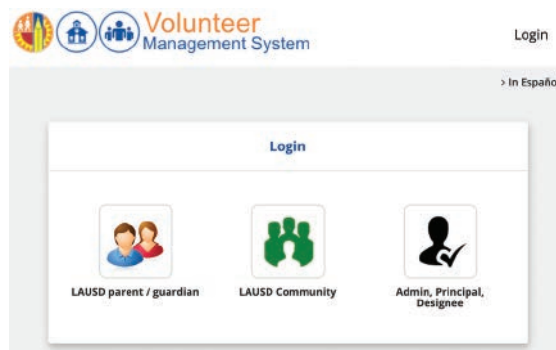 Volunteer
Management System
Login
> In Españo
Login
LAUSD parent / guardian
LAUSD Community
Admin, Principal,
Designee